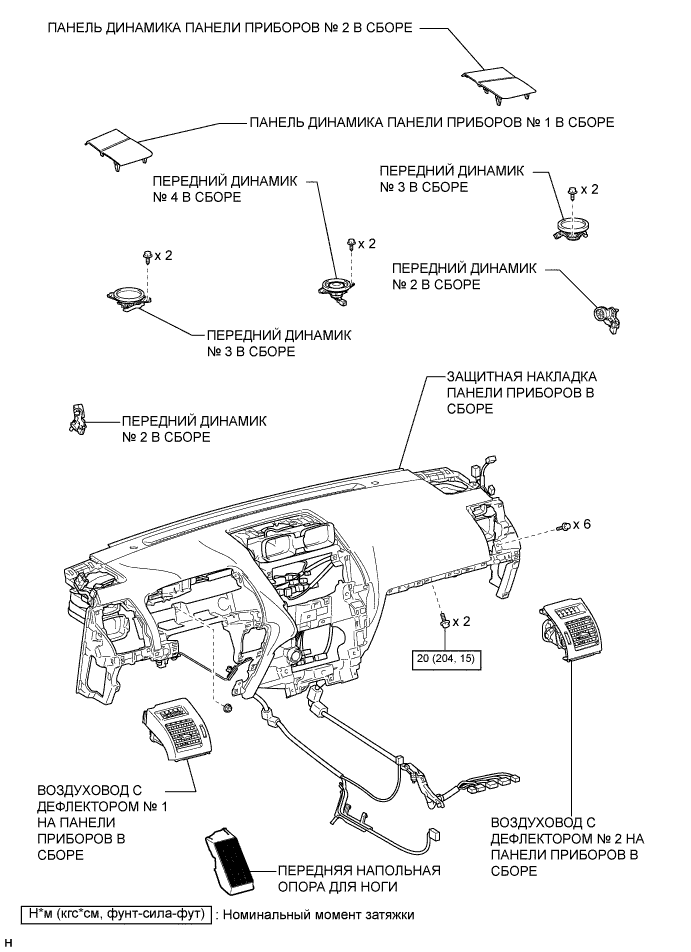 ПАНЕЛЬ ДИНАМИКА ПАНЕЛИ ПРИБОРОВ № 2 В СБОРЕ
ПАНЕЛЬ ДИНАМИКА ПАНЕЛИ ПРИБОРОВ № 1 В СБОРЕ
ПЕРЕДНИЙ ДИНАМИК
№ 4 В СБОРЕ
ПЕРЕДНИЙ ДИНАМИК
№ 3 В СБОРЕ
x 2
x 2
x 2
ПЕРЕДНИЙ ДИНАМИК
№ 2 В СБОРЕ
ПЕРЕДНИЙ ДИНАМИК
№ 3 В СБОРЕ
ЗАЩИТНАЯ НАКЛАДКА
ПАНЕЛИ ПРИБОРОВ В
СБОРЕ
ПЕРЕДНИЙ ДИНАМИК
№ 2 В СБОРЕ
x 6
x 2
20 (204, 15)
ВОЗДУХОВОД С
ДЕФЛЕКТОРОМ № 1
НА ПАНЕЛИ
ПРИБОРОВ В
СБОРЕ
ВОЗДУХОВОД С
ДЕФЛЕКТОРОМ № 2 НА
ПАНЕЛИ ПРИБОРОВ В
СБОРЕ
ПЕРЕДНЯЯ НАПОЛЬНАЯ
ОПОРА ДЛЯ НОГИ
Н*м (кгс*см, фунт-сила-фут) : Номинальный момент затяжки
H